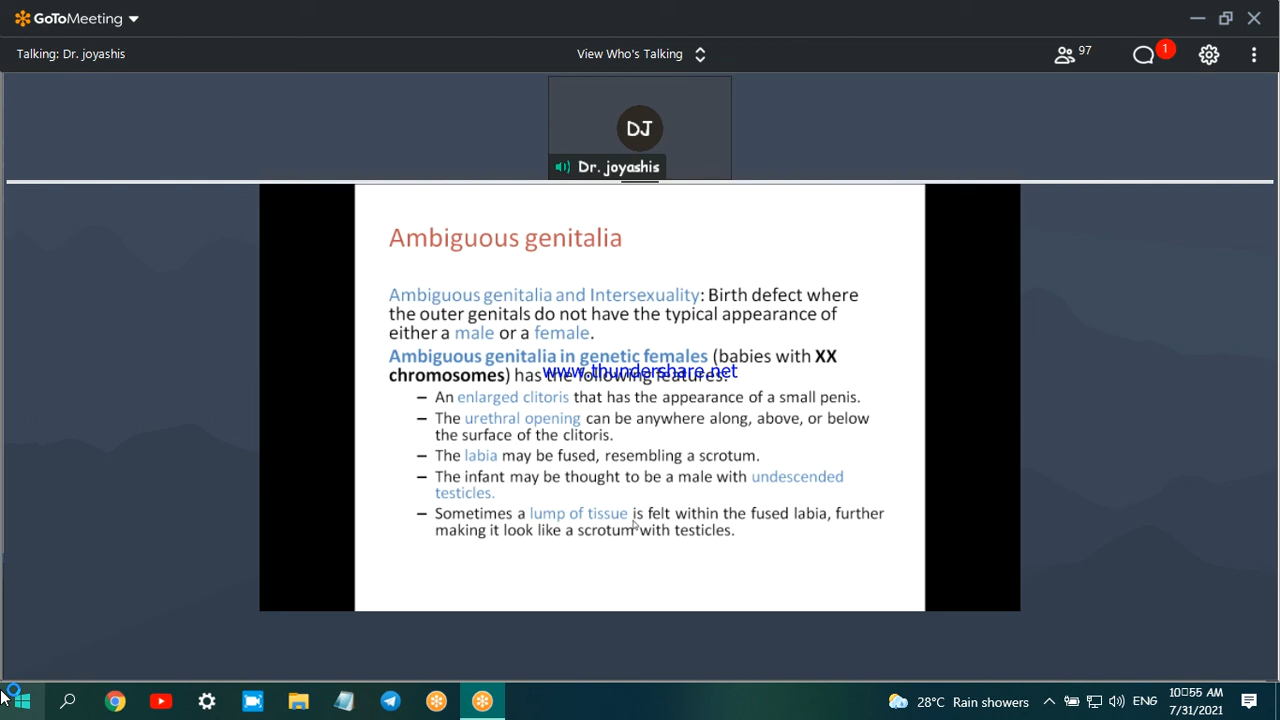 GoToMeeting
Talking: Dr. joyashis
View Who's Talking
97
1
DJ
Dr. joyashis
Ambiguous genitalia
Ambiguous genitalia and Intersexuality: Birth defect where
the outer genitals do not have the typical appearance of
either a male or a female.
Ambiguous genitalia in genetic females (babies with XX
chromosomes) has the following features:
www.thundershare.net
– An enlarged clitoris that has the appearance of a small penis.
– The urethral opening can be anywhere along, above, or below
the surface of the clitoris.
– The labia may be fused, resembling a scrotum.
– The infant may be thought to be a male with undescended
testicles.
– Sometimes a lump of tissue is felt within the fused labia, further
making it look like a scrotum with testicles.
28°C Rain showers
ENG
10:55 AM
7/31/2021